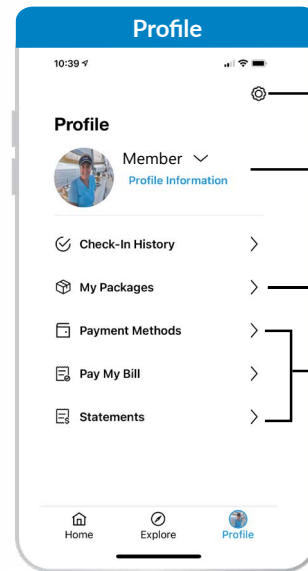 Profile
10:39
Profile
Member
Profile Information
Check-In History
My Packages
Payment Methods
Pay My Bill
Statements
Home Explore Profile